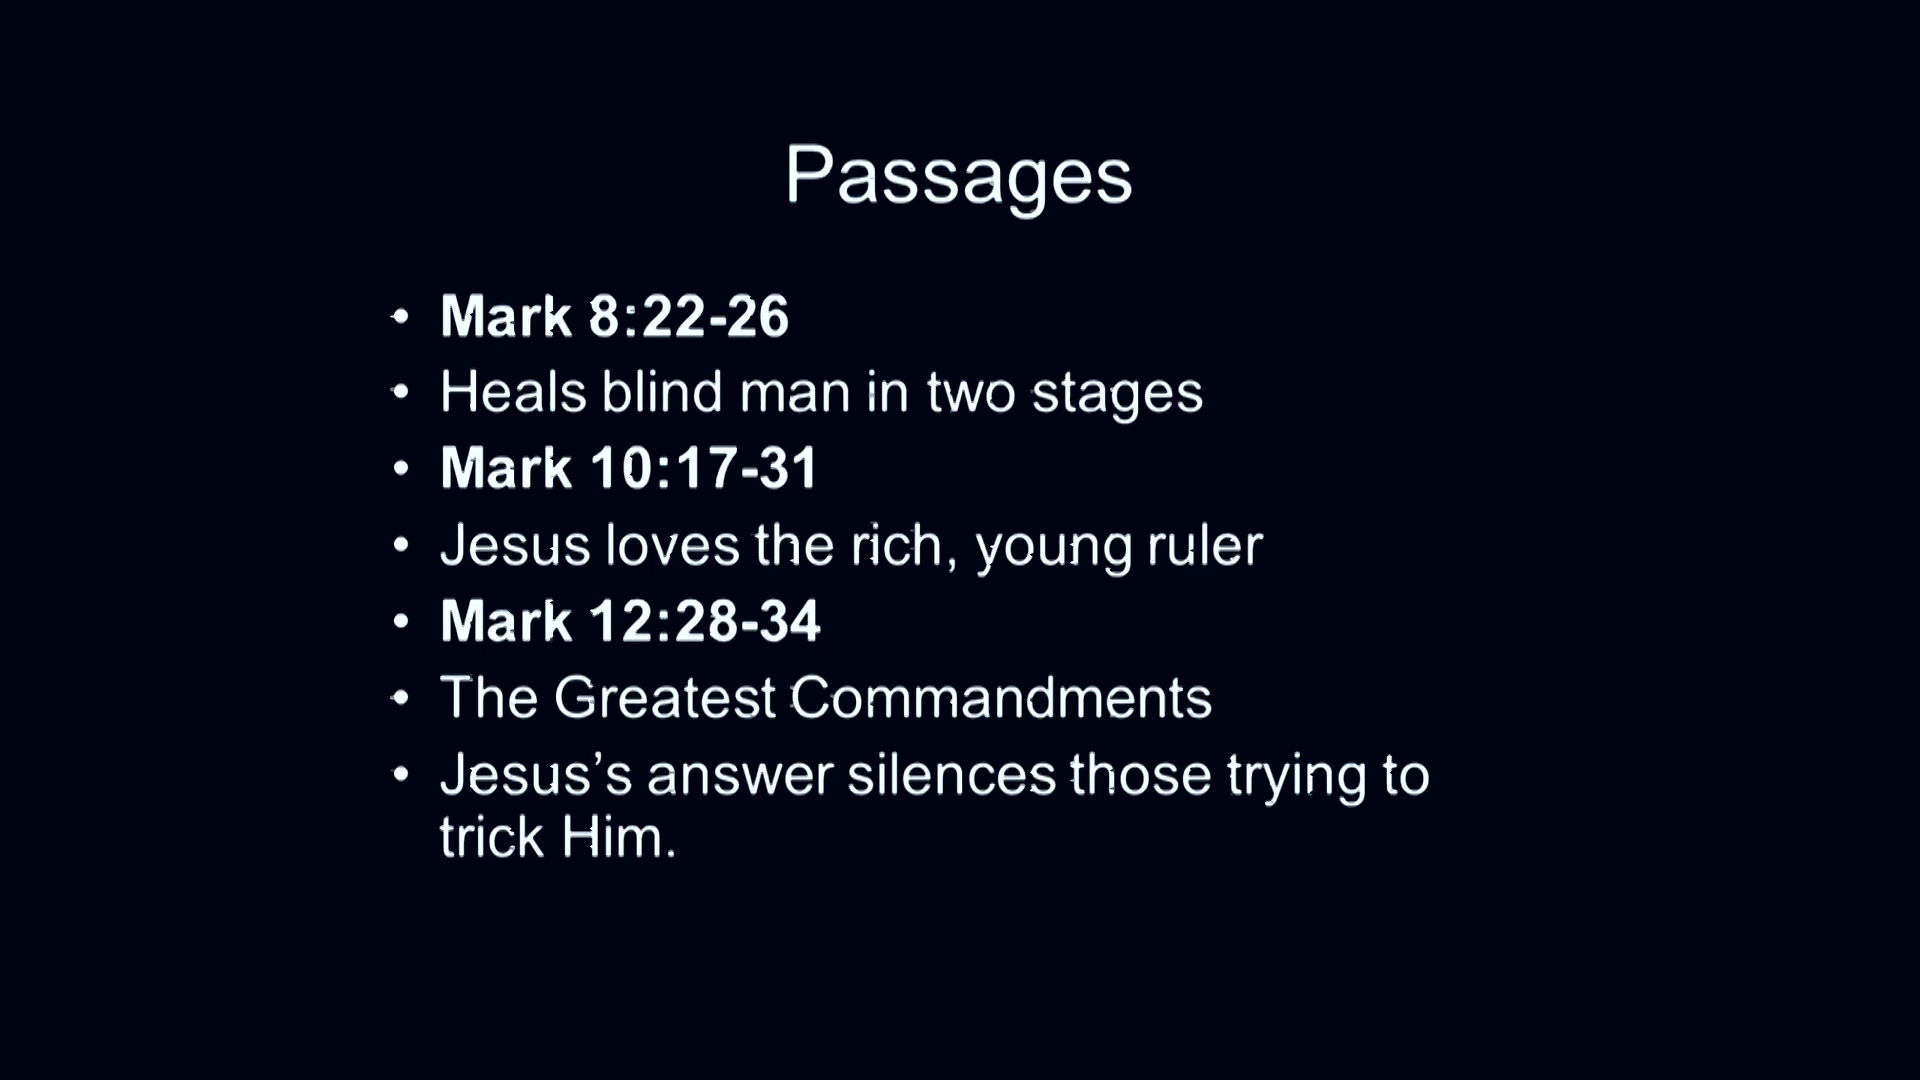 Passages
• Mark 8:22-26
• Heals blind man in two stages
• Mark 10:17-31
• Jesus loves the rich, young ruler
• Mark 12:28-34
• The Greatest Commandments
• Jesus’s answer silences those trying to
trick Him.